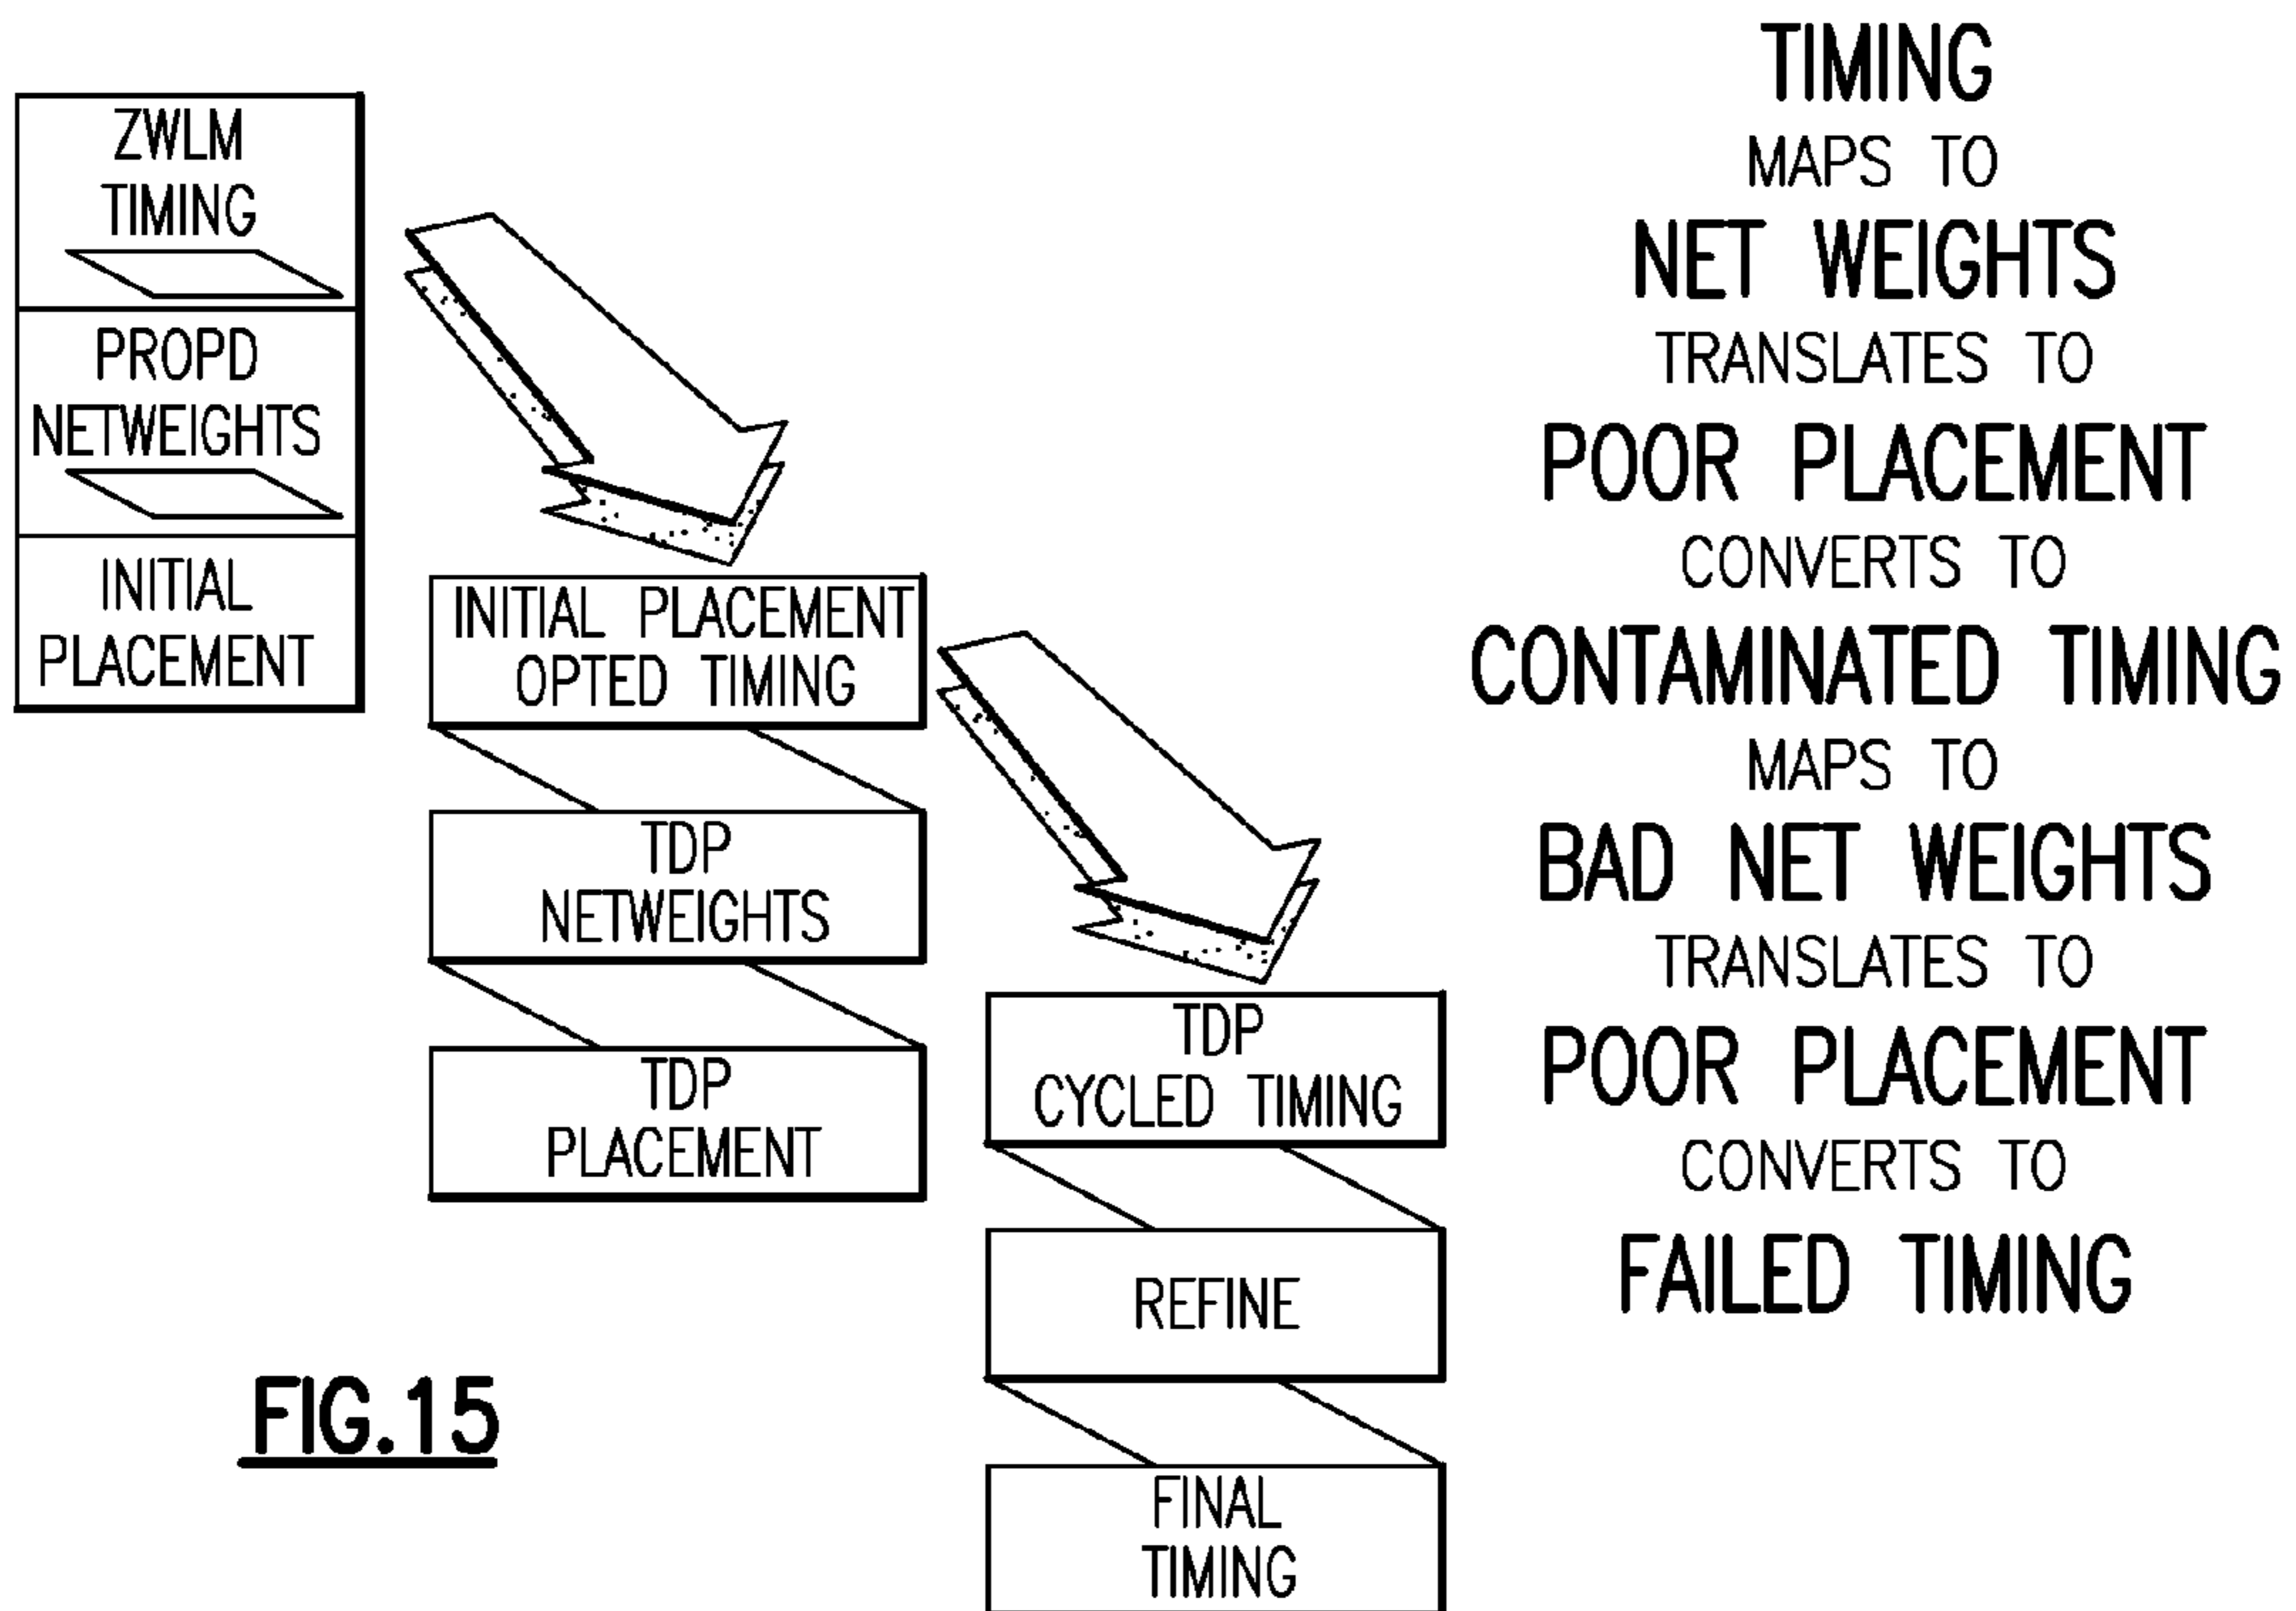 ZWLM
TIMING
PROPD
NETWEIGHTS
INITIAL
PLACEMENT
INITIAL PLACEMENT
OPTED TIMING
TDP
NETWEIGHTS
TDP
PLACEMENT
TDP
CYCLED TIMING
REFINE
FINAL
TIMING
TIMING
MAPS TO
NET WEIGHTS
TRANSLATES TO
POOR PLACEMENT
CONVERTS TO
CONTAMINATED TIMING
MAPS TO
BAD NET WEIGHTS
TRANSLATES TO
POOR PLACEMENT
CONVERTS TO
FAILED TIMING
FIG.15